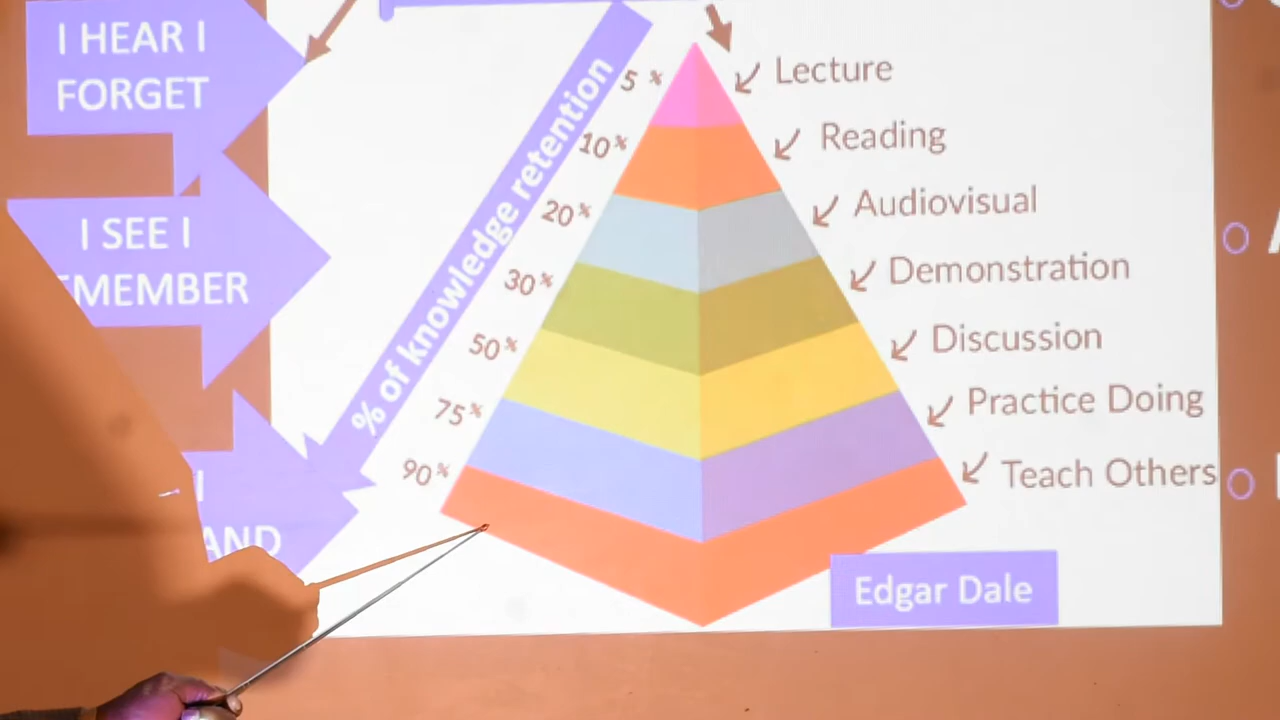 I HEAR I
FORGET
I SEE I
EMEMBER
I
AND
% of knowledge retention
5 % Lecture
10% Reading
20% Audiovisual
30% Demonstration
50% Discussion
75% Practice Doing
90% Teach Others
Edgar Dale